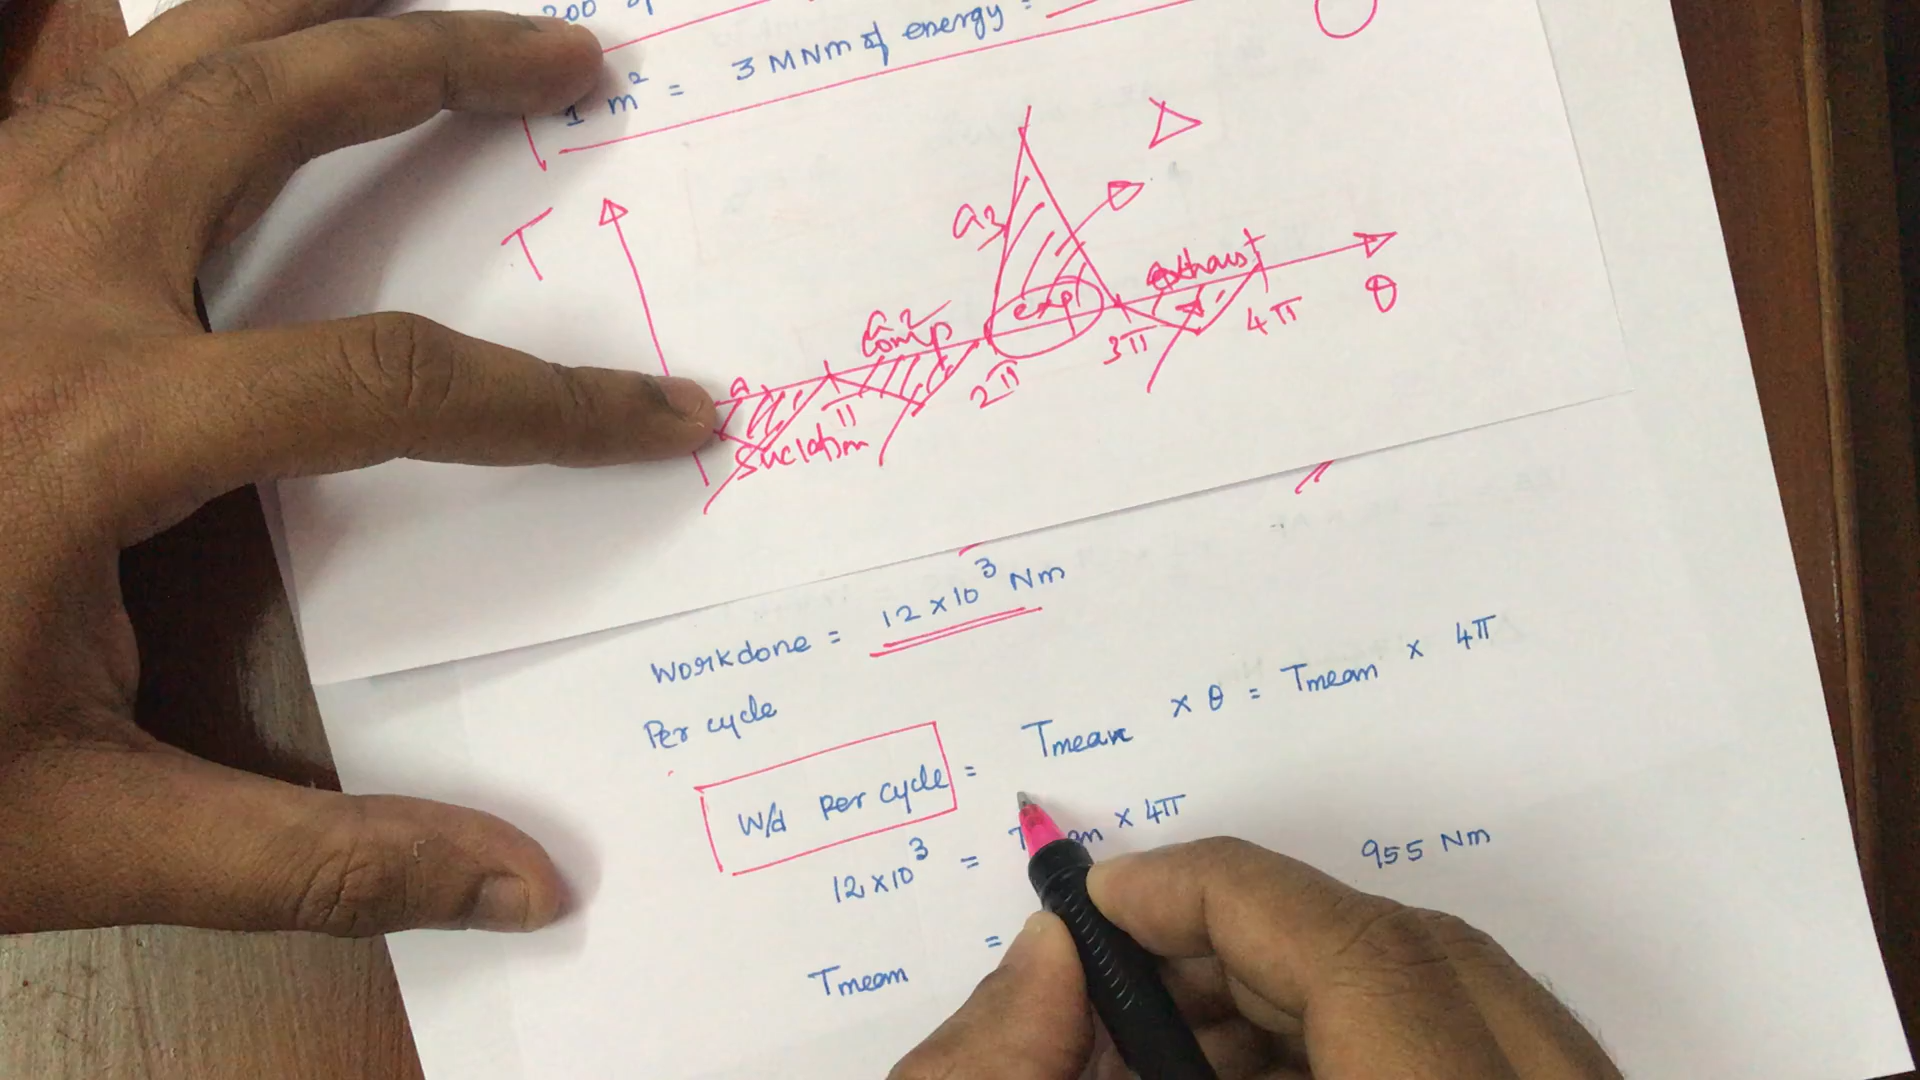 200
1 m² = 3 MNm of energy =
T
a3
exhaust
a2
comp
exp
θ
4π
3π
2π
π
a1
Suction
Workdone = 12 × 10³ Nm
Per cycle
W/d per cycle = Tmean × θ = Tmean × 4π
12 × 10³ = × 4π
Tmean = 955 Nm